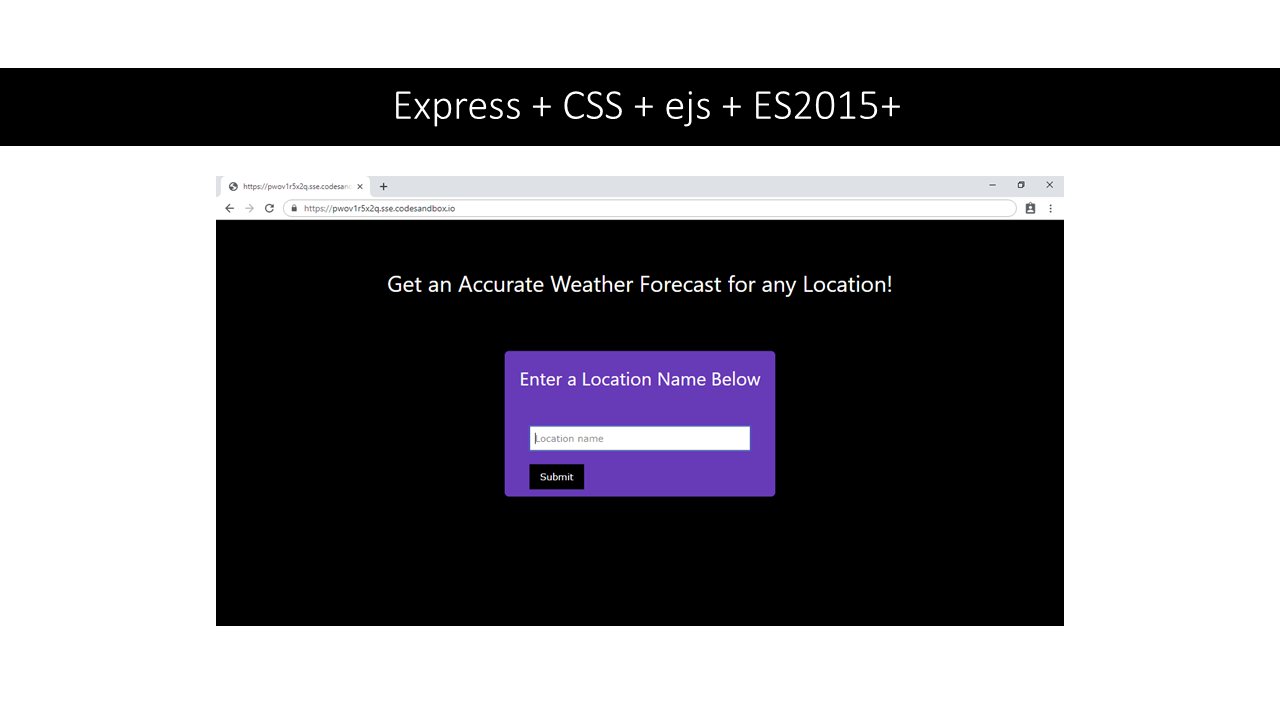 Express + CSS + ejs + ES2015+
https://pwov1r5x2q.sse.codesan
https://pwov1r5x2q.sse.codesandbox.io
Get an Accurate Weather Forecast for any Location!
Enter a Location Name Below
Location name
Submit